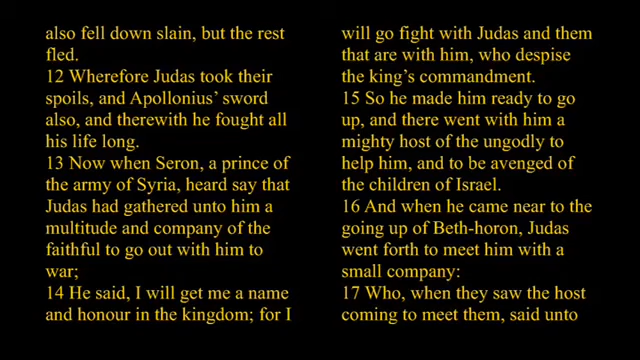 also fell down slain, but the rest
fled.
12 Wherefore Judas took their
spoils, and Apollonius’ sword
also, and therewith he fought all
his life long.
13 Now when Seron, a prince of
the army of Syria, heard say that
Judas had gathered unto him a
multitude and company of the
faithful to go out with him to
war;
14 He said, I will get me a name
and honour in the kingdom; for I
will go fight with Judas and them
that are with him, who despise
the king’s commandment.
15 So he made him ready to go
up, and there went with him a
mighty host of the ungodly to
help him, and to be avenged of
the children of Israel.
16 And when he came near to the
going up of Beth-horon, Judas
went forth to meet him with a
small company:
17 Who, when they saw the host
coming to meet them, said unto